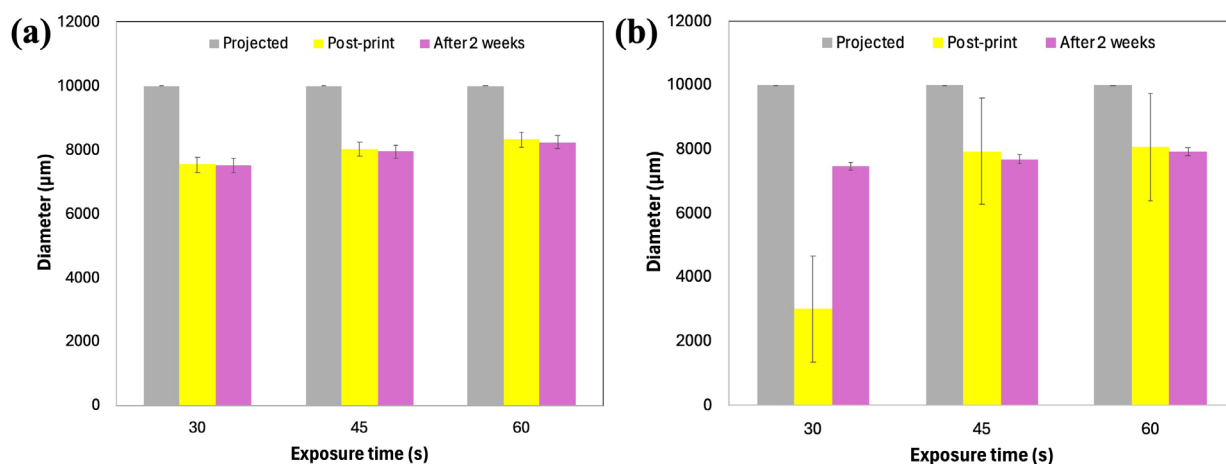 (a)
12000
Projected Post-print After 2 weeks
10000
8000
6000
4000
2000
0
Diameter (µm)
30 45 60
Exposure time (s)
(b)
12000
Projected Post-print After 2 weeks
10000
8000
6000
4000
2000
0
Diameter (µm)
30 45 60
Exposure time (s)